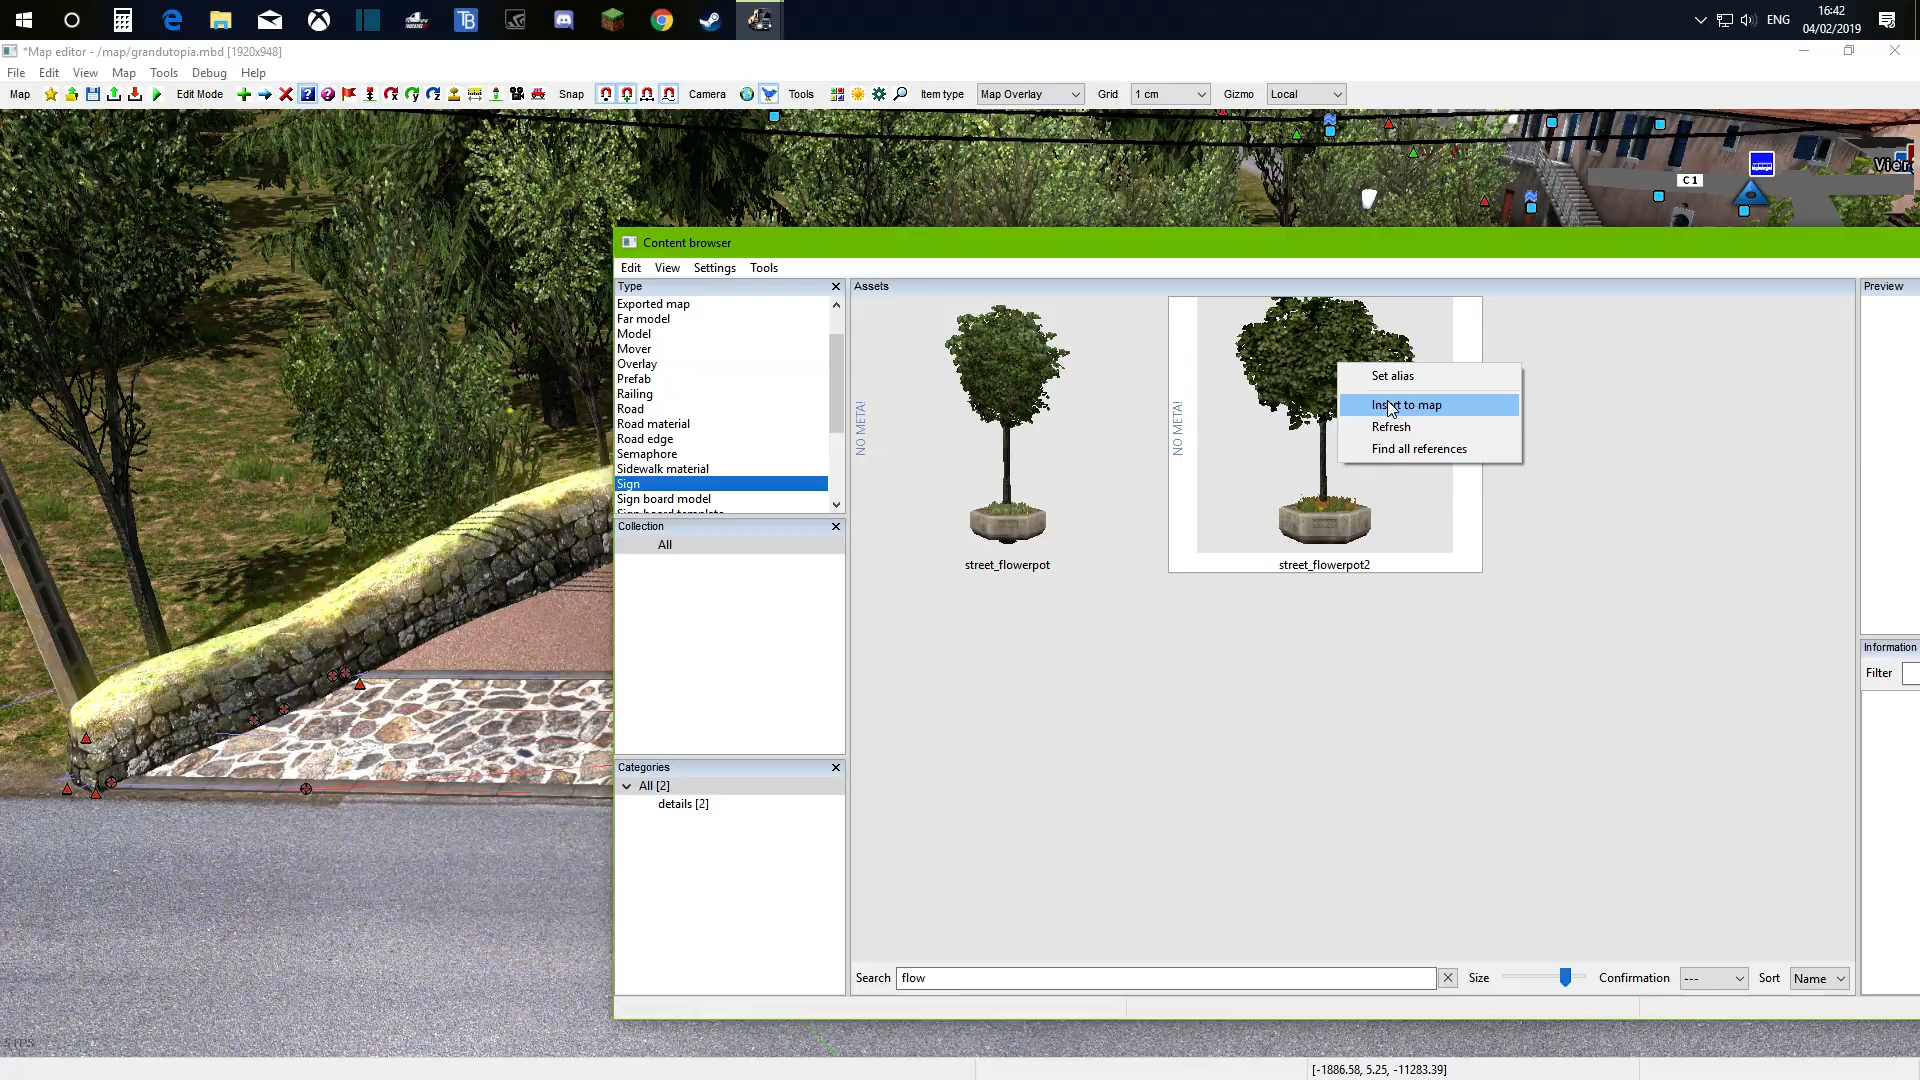 16:42
ENG
04/02/2019
*Map editor - /map/grandutopia.mbd [1920x948]
File Edit View Map Tools Debug Help
Map Edit Mode Snap Camera Tools Item type Map Overlay Grid 1 cm Gizmo Local
C 1
Content browser
Edit View Settings Tools
Type
Assets
Preview
Exported map
Far model
Model
Mover
Overlay
Prefab
Railing
Road
Road material
Road edge
Semaphore
Sidewalk material
Sign
Sign board model
Sign board template
NO META!
NO META!
Set alias
Insert to map
Refresh
Find all references
street_flowerpot
street_flowerpot2
Collection
All
Information
Filter
Categories
All [2]
details [2]
Search flow Size Confirmation --- Sort Name
[-1886.58, 5.25, -11283.39]